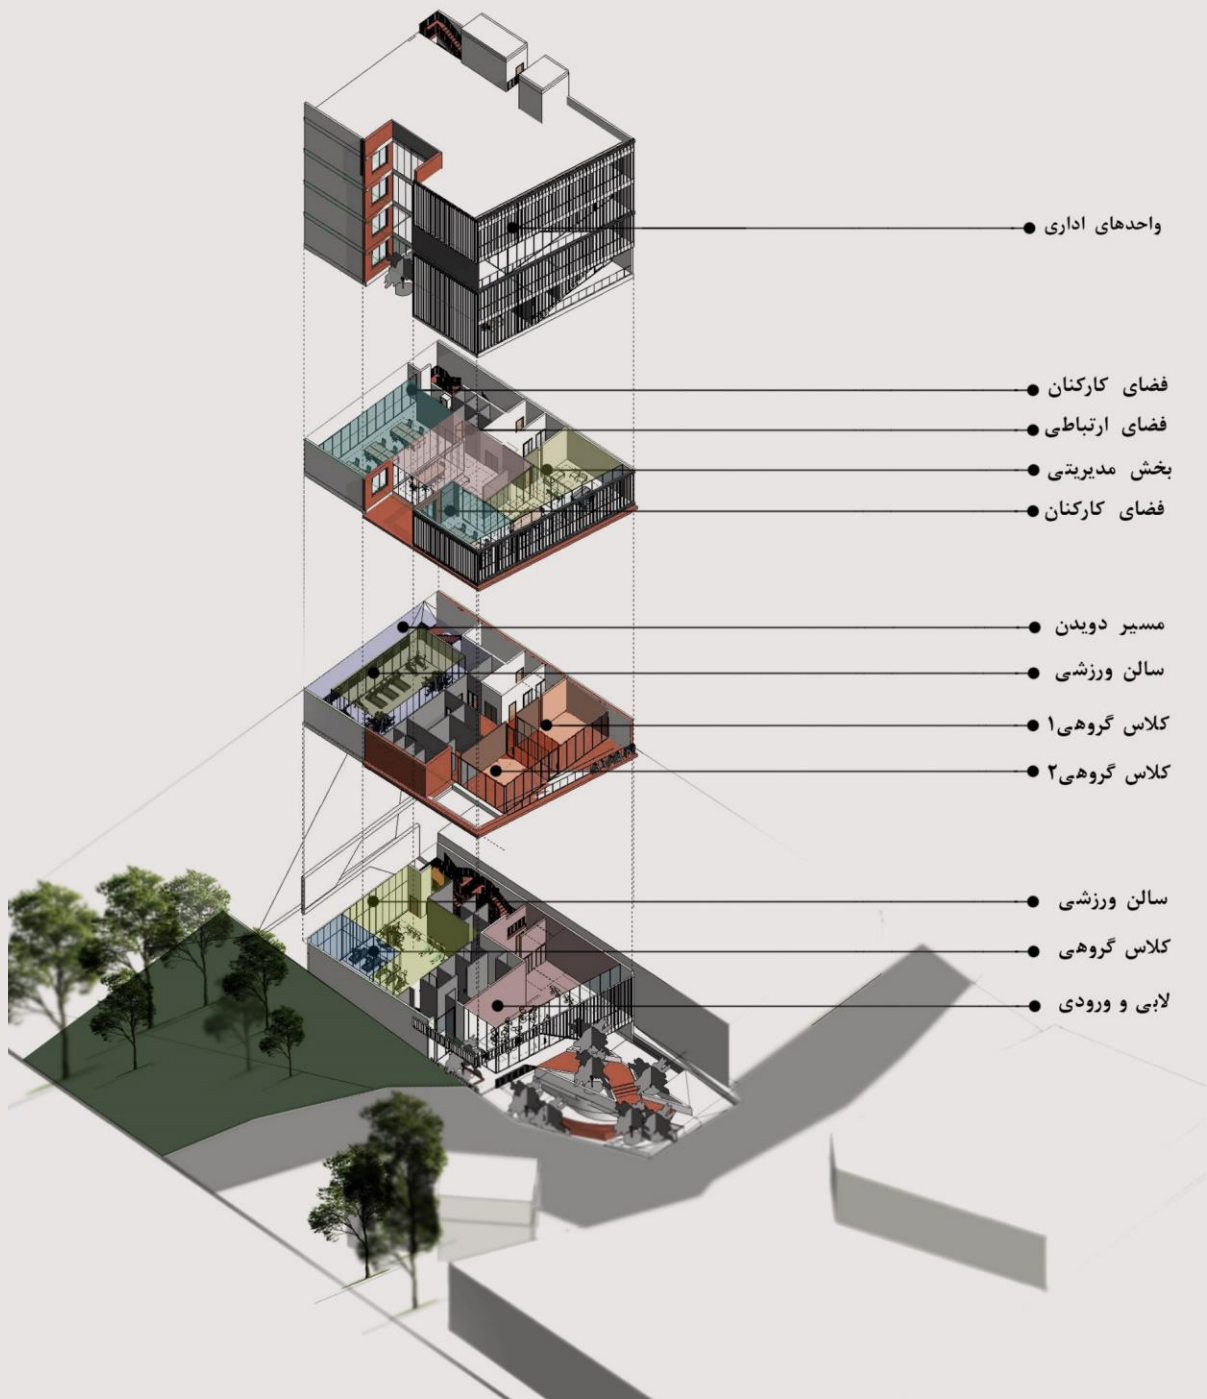 واحدهای اداری
فضای کارکنان
فضای ارتباطی
بخش مدیریتی
فضای کارکنان
مسیر دویدن
سالن ورزشی
کلاس گروهی۱
کلاس گروهی۲
سالن ورزشی
کلاس گروهی
لابی و ورودی